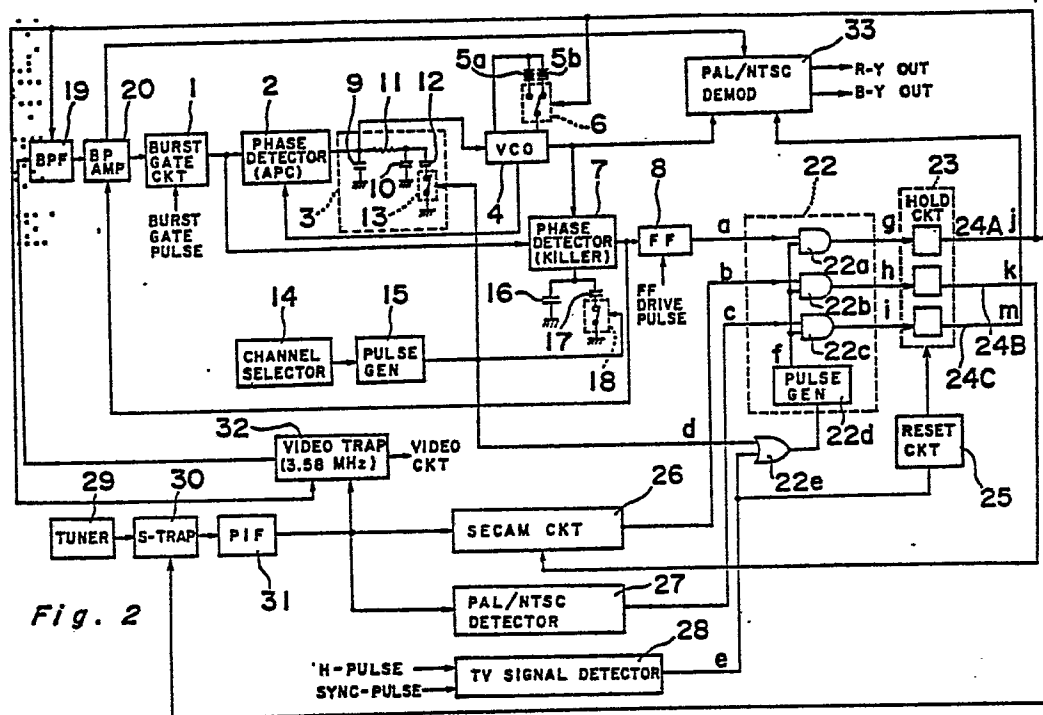 5a
5b
33
19
20
1
2
9
11
12
PAL/NTSC
DEMOD
R-Y OUT
B-Y OUT
6
BPF
BP
AMP
BURST
GATE
CKT
PHASE
DETECTOR
(APC)
VCO
10
3
13
4
7
8
22
23
BURST
GATE
PULSE
PHASE
DETECTOR
(KILLER)
FF
a
g
HOLD
CKT
24A
j
22a
b
h
k
22b
FF
DRIVE
PULSE
16
17
18
c
i
m
22c
24B
24C
14
15
CHANNEL
SELECTOR
PULSE
GEN
f
PULSE
GEN
22d
RESET
CKT
25
32
VIDEO TRAP
(3.58 MHz)
VIDEO
CKT
d
22e
29
30
26
TUNER
S-TRAP
PIF
31
SECAM CKT
27
PAL/NTSC
DETECTOR
Fig. 2
28
H-PULSE
SYNC-PULSE
TV SIGNAL DETECTOR
e